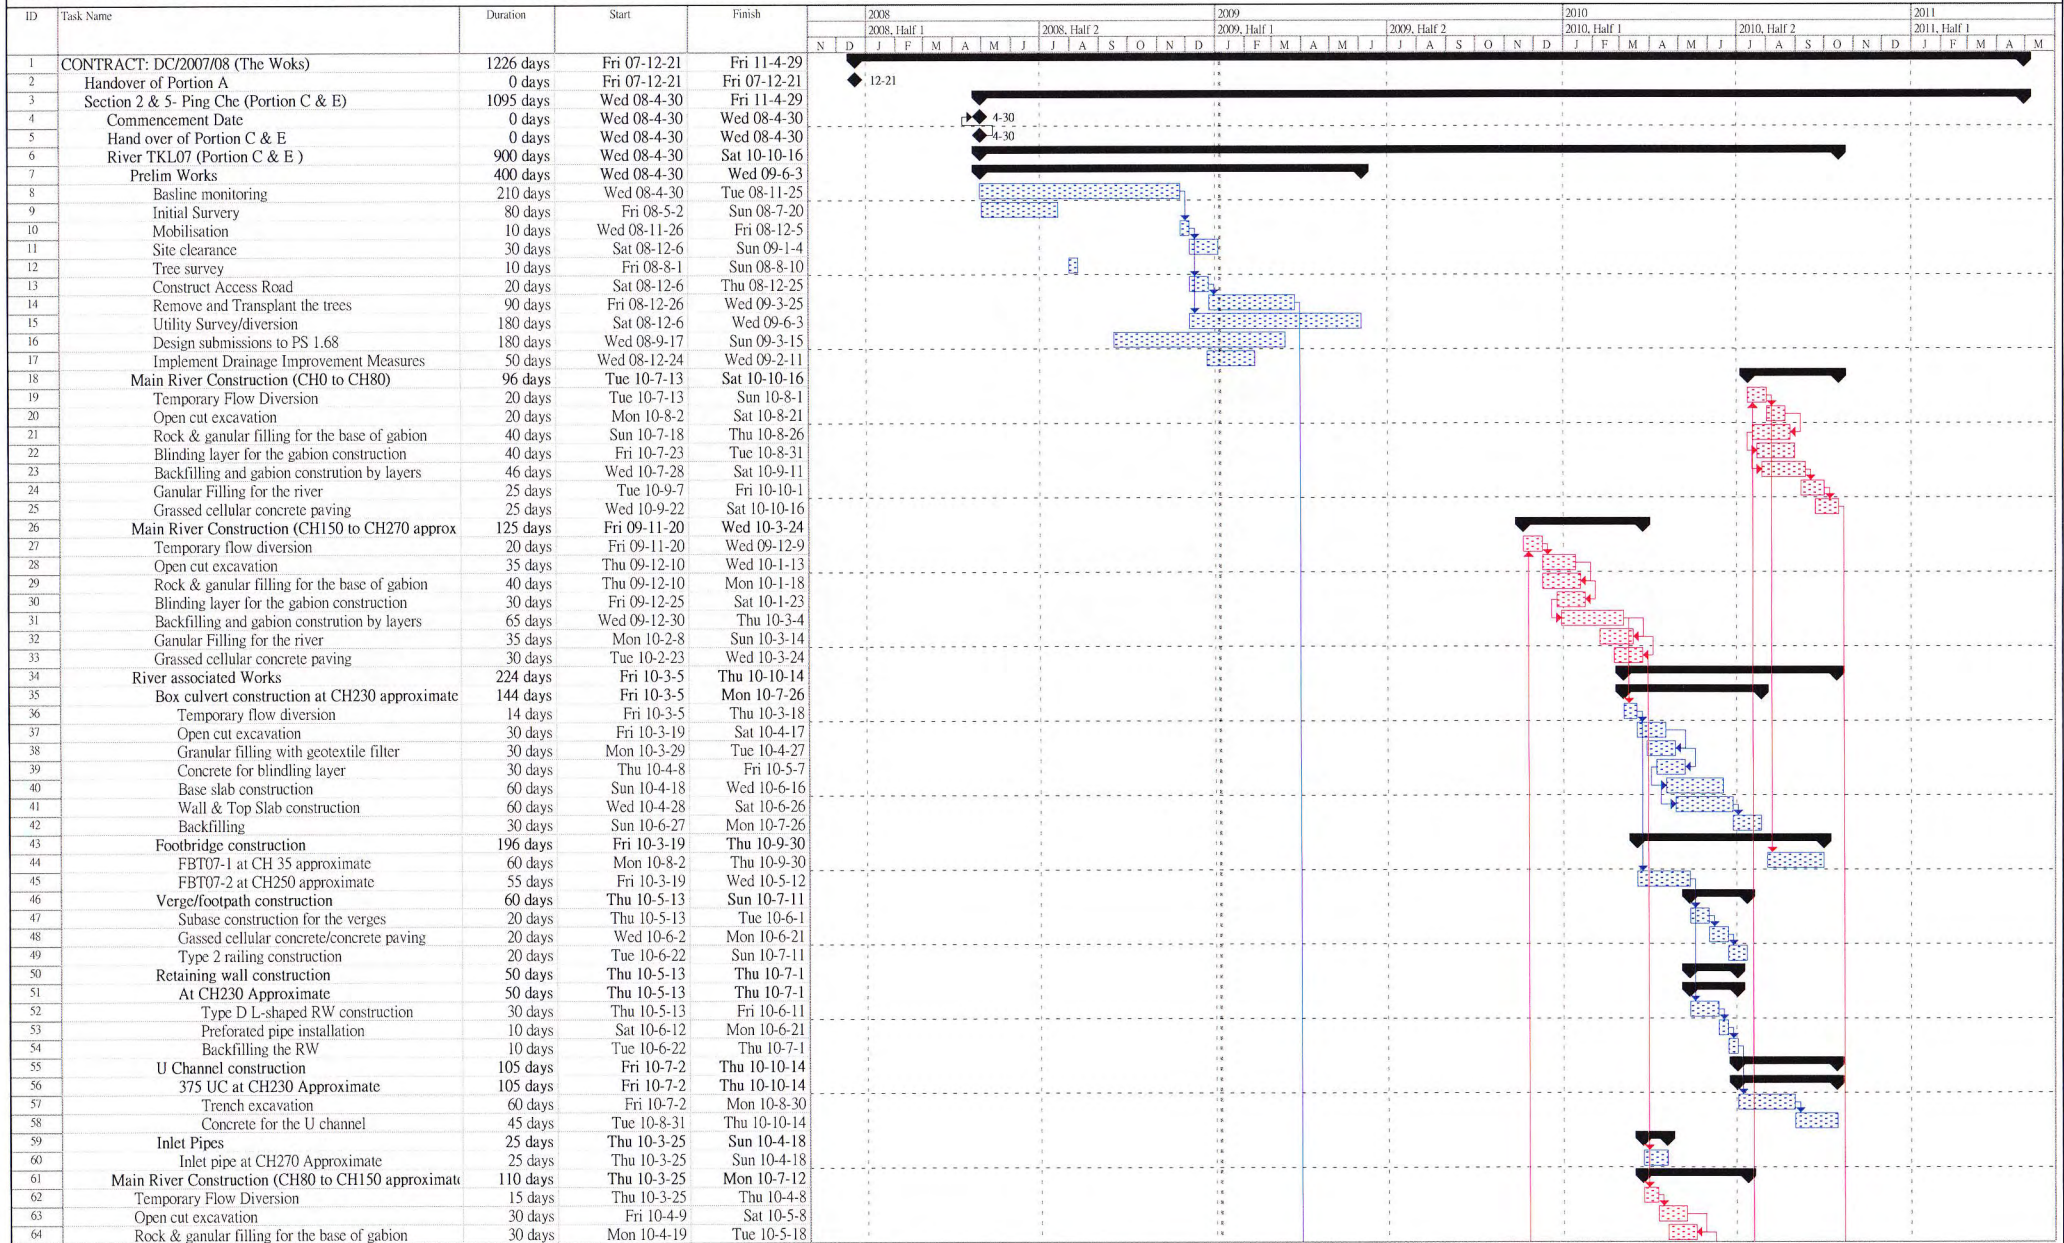 ID Task Name Duration Start Finish 2008 2009 2010 2011
2008, Half 1 2008, Half 2 2009, Half 1 2009, Half 2 2010, Half 1 2010, Half 2 2011, Half 1
N D J F M A M J J A S O N D J F M A M J J A S O N D J F M A M J J A S O N D J F M A M
1 CONTRACT: DC/2007/08 (The Woks) 1226 days Fri 07-12-21 Fri 11-4-29
2 Handover of Portion A 0 days Fri 07-12-21 Fri 07-12-21 12-21
3 Section 2 & 5- Ping Che (Portion C & E) 1095 days Wed 08-4-30 Fri 11-4-29
4 Commencement Date 0 days Wed 08-4-30 Wed 08-4-30 4-30
5 Hand over of Portion C & E 0 days Wed 08-4-30 Wed 08-4-30 4-30
6 River TKL07 (Portion C & E ) 900 days Wed 08-4-30 Sat 10-10-16
7 Prelim Works 400 days Wed 08-4-30 Wed 09-6-3
8 Basline monitoring 210 days Wed 08-4-30 Tue 08-11-25
9 Initial Survery 80 days Fri 08-5-2 Sun 08-7-20
10 Mobilisation 10 days Wed 08-11-26 Fri 08-12-5
11 Site clearance 30 days Sat 08-12-6 Sun 09-1-4
12 Tree survey 10 days Fri 08-8-1 Sun 08-8-10
13 Construct Access Road 20 days Sat 08-12-6 Thu 08-12-25
14 Remove and Transplant the trees 90 days Fri 08-12-26 Wed 09-3-25
15 Utility Survey/diversion 180 days Sat 08-12-6 Wed 09-6-3
16 Design submissions to PS 1.68 180 days Wed 08-9-17 Sun 09-3-15
17 Implement Drainage Improvement Measures 50 days Wed 08-12-24 Wed 09-2-11
18 Main River Construction (CH0 to CH80) 96 days Tue 10-7-13 Sat 10-10-16
19 Temporary Flow Diversion 20 days Tue 10-7-13 Sun 10-8-1
20 Open cut excavation 20 days Mon 10-8-2 Sat 10-8-21
21 Rock & ganular filling for the base of gabion 40 days Sun 10-7-18 Thu 10-8-26
22 Blinding layer for the gabion construction 40 days Fri 10-7-23 Tue 10-8-31
23 Backfilling and gabion constrution by layers 46 days Wed 10-7-28 Sat 10-9-11
24 Ganular Filling for the river 25 days Tue 10-9-7 Fri 10-10-1
25 Grassed cellular concrete paving 25 days Wed 10-9-22 Sat 10-10-16
26 Main River Construction (CH150 to CH270 approx 125 days Fri 09-11-20 Wed 10-3-24
27 Temporary flow diversion 20 days Fri 09-11-20 Wed 09-12-9
28 Open cut excavation 35 days Thu 09-12-10 Wed 10-1-13
29 Rock & ganular filling for the base of gabion 40 days Thu 09-12-10 Mon 10-1-18
30 Blinding layer for the gabion construction 30 days Fri 09-12-25 Sat 10-1-23
31 Backfilling and gabion constrution by layers 65 days Wed 09-12-30 Thu 10-3-4
32 Ganular Filling for the river 35 days Mon 10-2-8 Sun 10-3-14
33 Grassed cellular concrete paving 30 days Tue 10-2-23 Wed 10-3-24
34 River associated Works 224 days Fri 10-3-5 Thu 10-10-14
35 Box culvert construction at CH230 approximate 144 days Fri 10-3-5 Mon 10-7-26
36 Temporary flow diversion 14 days Fri 10-3-5 Thu 10-3-18
37 Open cut excavation 30 days Fri 10-3-19 Sat 10-4-17
38 Granular filling with geotextile filter 30 days Mon 10-3-29 Tue 10-4-27
39 Concrete for blindling layer 30 days Thu 10-4-8 Fri 10-5-7
40 Base slab construction 60 days Sun 10-4-18 Wed 10-6-16
41 Wall & Top Slab construction 60 days Wed 10-4-28 Sat 10-6-26
42 Backfilling 30 days Sun 10-6-27 Mon 10-7-26
43 Footbridge construction 196 days Fri 10-3-19 Thu 10-9-30
44 FBT07-1 at CH 35 approximate 60 days Mon 10-8-2 Thu 10-9-30
45 FBT07-2 at CH250 approximate 55 days Fri 10-3-19 Wed 10-5-12
46 Verge/footpath construction 60 days Thu 10-5-13 Sun 10-7-11
47 Subase construction for the verges 20 days Thu 10-5-13 Tue 10-6-1
48 Gassed cellular concrete/concrete paving 20 days Wed 10-6-2 Mon 10-6-21
49 Type 2 railing construction 20 days Tue 10-6-22 Sun 10-7-11
50 Retaining wall construction 50 days Thu 10-5-13 Thu 10-7-1
51 At CH230 Approximate 50 days Thu 10-5-13 Thu 10-7-1
52 Type D L-shaped RW construction 30 days Thu 10-5-13 Fri 10-6-11
53 Preforated pipe installation 10 days Sat 10-6-12 Mon 10-6-21
54 Backfilling the RW 10 days Tue 10-6-22 Thu 10-7-1
55 U Channel construction 105 days Fri 10-7-2 Thu 10-10-14
56 375 UC at CH230 Approximate 105 days Fri 10-7-2 Thu 10-10-14
57 Trench excavation 60 days Fri 10-7-2 Mon 10-8-30
58 Concrete for the U channel 45 days Tue 10-8-31 Thu 10-10-14
59 Inlet Pipes 25 days Thu 10-3-25 Sun 10-4-18
60 Inlet pipe at CH270 Approximate 25 days Thu 10-3-25 Sun 10-4-18
61 Main River Construction (CH80 to CH150 approximat 110 days Thu 10-3-25 Mon 10-7-12
62 Temporary Flow Diversion 15 days Thu 10-3-25 Thu 10-4-8
63 Open cut excavation 30 days Fri 10-4-9 Sat 10-5-8
64 Rock & ganular filling for the base of gabion 30 days Mon 10-4-19 Tue 10-5-18